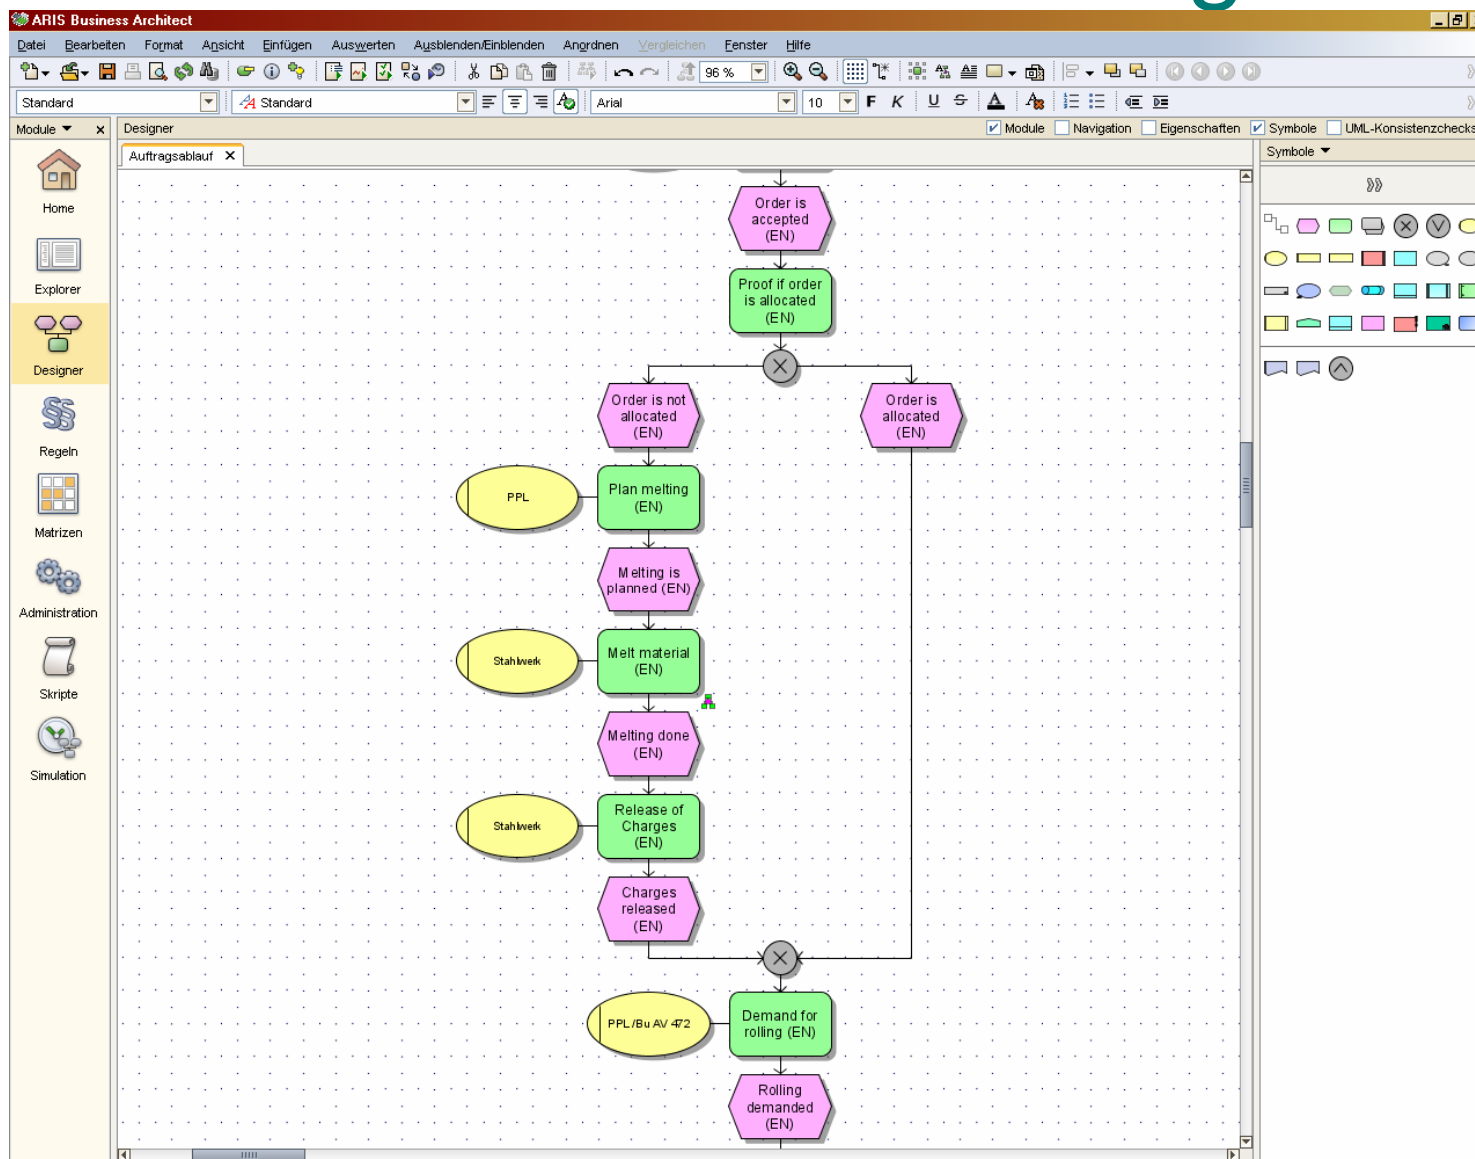 ARIS Business Architect
Datei Bearbeiten Format Ansicht Einfügen Auswerten Ausblenden/Einblenden Anordnen Vergleichen Fenster Hilfe
96 %
Standard Standard Arial 10 F K U S A
Module Designer Module Navigation Eigenschaften Symbole UML-Konsistenzchecks
Auftragsablauf
Symbole
Home
Explorer
Designer
Regeln
Matrizen
Administration
Skripte
Simulation
Order is
accepted
(EN)
Proof if order
is allocated
(EN)
Order is not
allocated
(EN)
Order is
allocated
(EN)
PPL
Plan melting
(EN)
Melting is
planned (EN)
Stahlwerk
Melt material
(EN)
Melting done
(EN)
Stahlwerk
Release of
Charges
(EN)
Charges
released
(EN)
PPL/Bu AV 472
Demand for
rolling (EN)
Rolling
demanded
(EN)